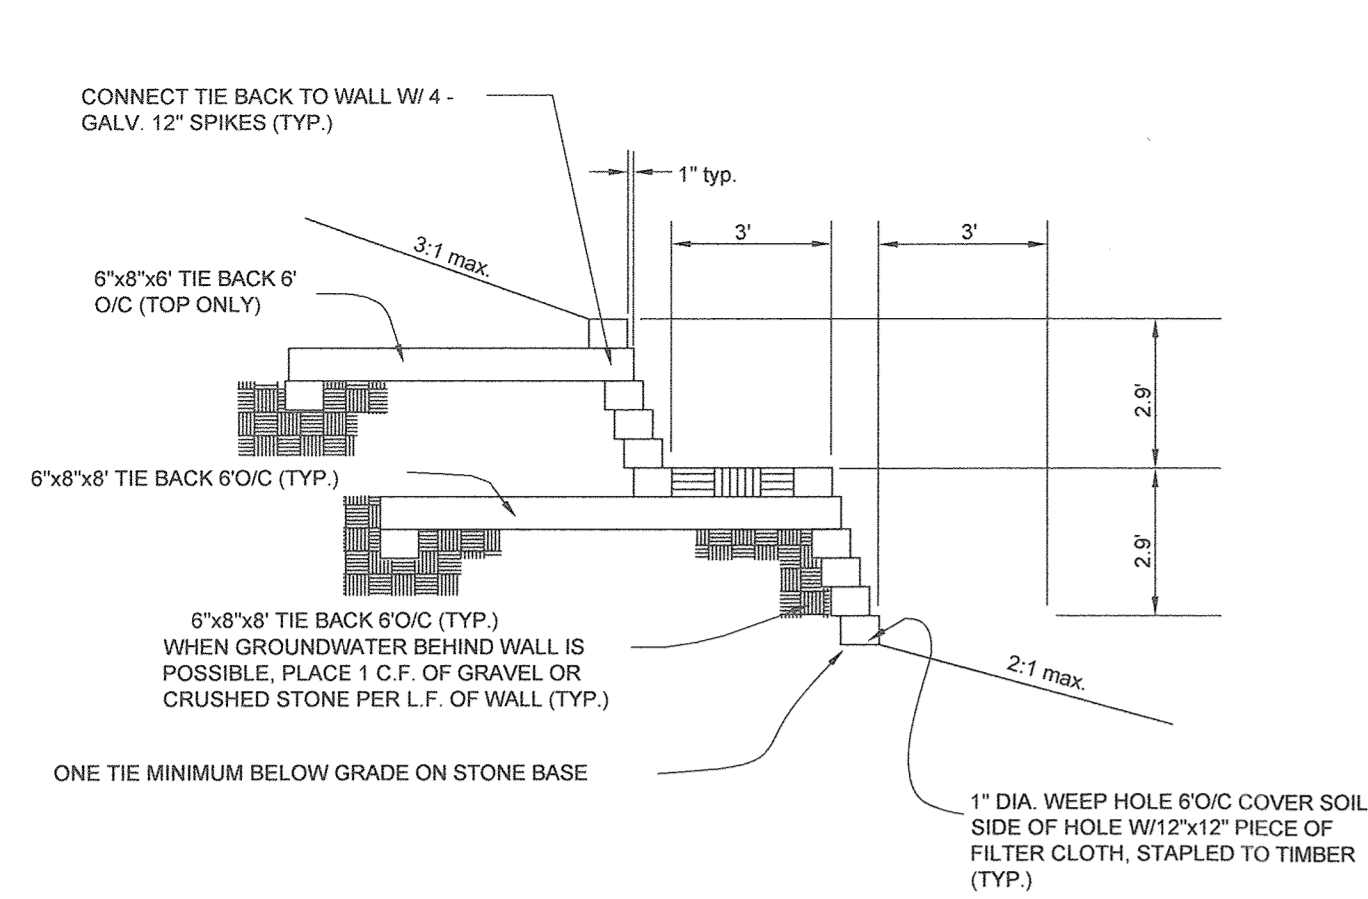 CONNECT TIE BACK TO WALL W/ 4 -
GALV. 12" SPIKES (TYP.)
1" typ.
3'
3'
3:1 max.
6"x8"x6' TIE BACK 6'
O/C (TOP ONLY)
2.9'
6"x8"x8' TIE BACK 6'O/C (TYP.)
2.9'
6"x8"x8' TIE BACK 6'O/C (TYP.)
WHEN GROUNDWATER BEHIND WALL IS
POSSIBLE, PLACE 1 C.F. OF GRAVEL OR
CRUSHED STONE PER L.F. OF WALL (TYP.)
2:1 max.
ONE TIE MINIMUM BELOW GRADE ON STONE BASE
1" DIA. WEEP HOLE 6'O/C COVER SOIL
SIDE OF HOLE W/12"x12" PIECE OF
FILTER CLOTH, STAPLED TO TIMBER
(TYP.)